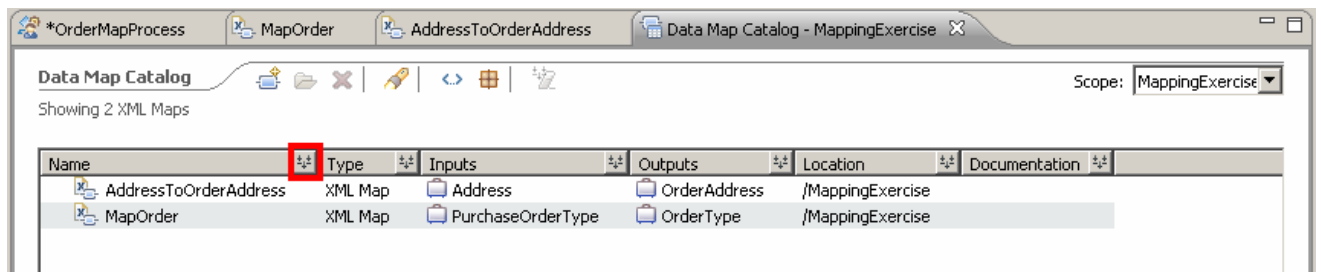 *OrderMapProcess MapOrder AddressToOrderAddress Data Map Catalog - MappingExercise
Data Map Catalog Scope: MappingExercise
Showing 2 XML Maps
Name Type Inputs Outputs Location Documentation
AddressToOrderAddress XML Map Address OrderAddress /MappingExercise
MapOrder XML Map PurchaseOrderType OrderType /MappingExercise